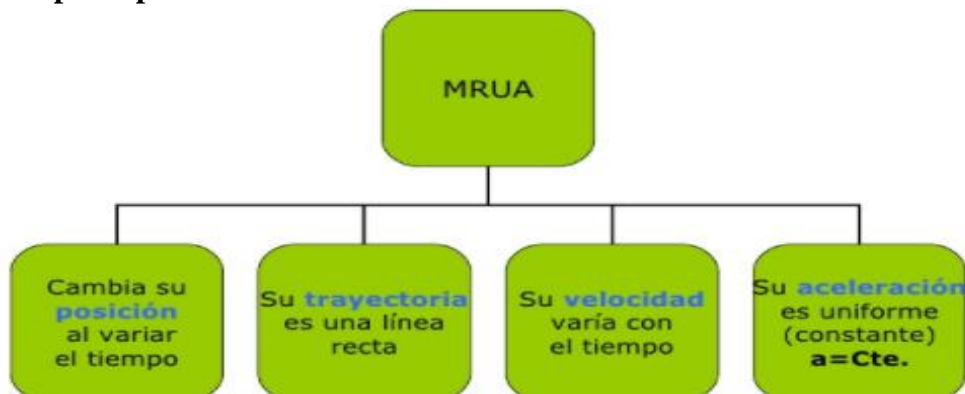 MRUA
Cambia su
posición
al variar
el tiempo
Su trayectoria
es una línea
recta
Su velocidad
varía con
el tiempo
Su aceleración
es uniforme
(constante)
a=Cte.